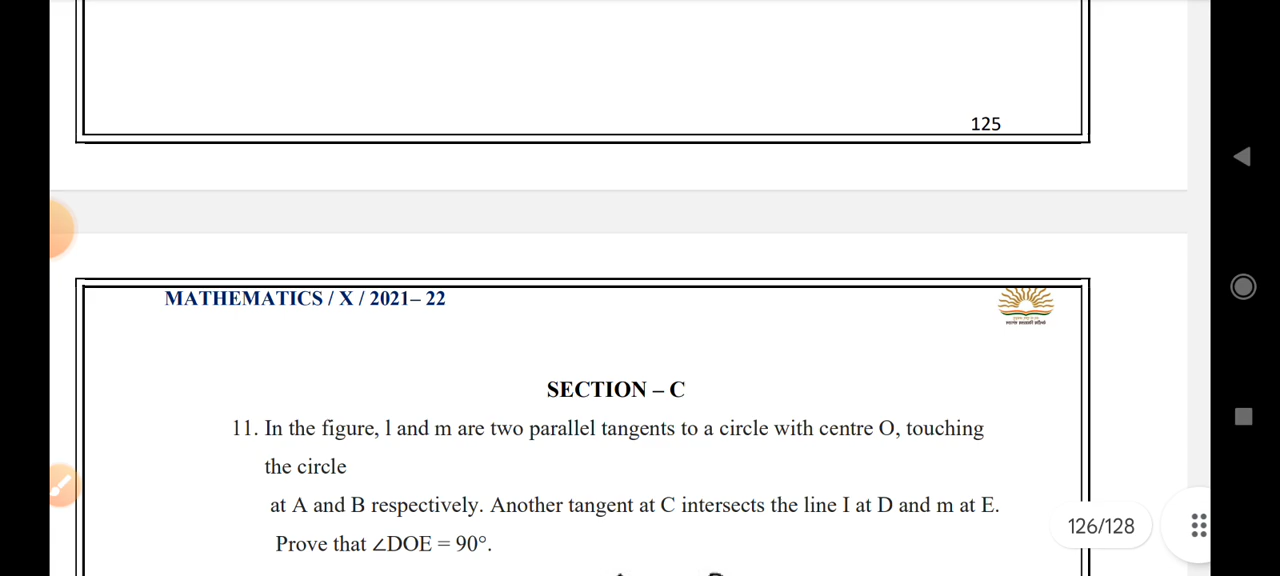 125
MATHEMATICS / X / 2021– 22
SECTION – C
11. In the figure, l and m are two parallel tangents to a circle with centre O, touching
the circle
at A and B respectively. Another tangent at C intersects the line I at D and m at E.
126/128
Prove that ∠DOE = 90°.